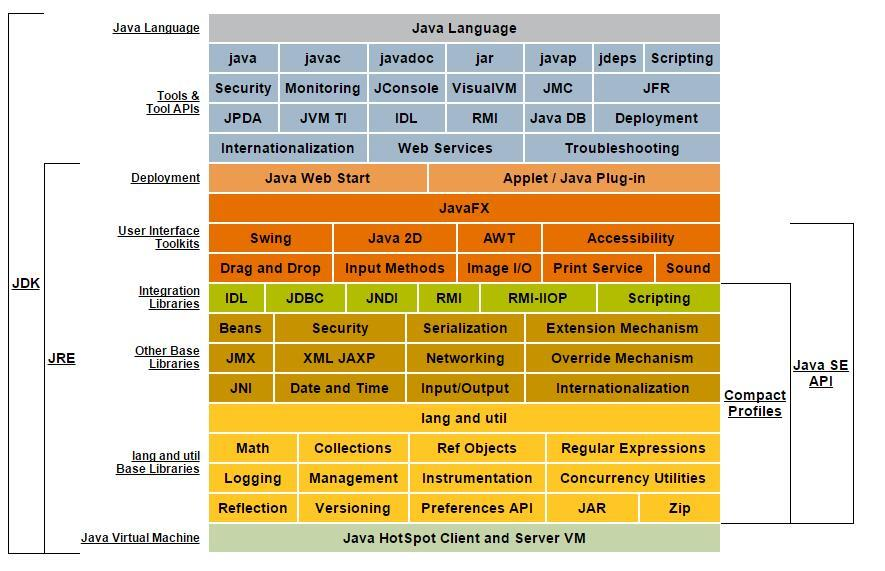 Java Language
Java Language
java javac javadoc jar javap jdeps Scripting
Security Monitoring JConsole VisualVM JMC JFR
Tools &
Tool APIs
JPDA JVM TI IDL RMI Java DB Deployment
Internationalization Web Services Troubleshooting
Deployment
Java Web Start Applet / Java Plug-in
JavaFX
User Interface
Toolkits
Swing Java 2D AWT Accessibility
Drag and Drop Input Methods Image I/O Print Service Sound
Integration
Libraries
IDL JDBC JNDI RMI RMI-IIOP Scripting
Beans Security Serialization Extension Mechanism
Other Base
Libraries
JMX XML JAXP Networking Override Mechanism
JNI Date and Time Input/Output Internationalization
lang and util
lang and util
Base Libraries
Math Collections Ref Objects Regular Expressions
Logging Management Instrumentation Concurrency Utilities
Reflection Versioning Preferences API JAR Zip
Java Virtual Machine
Java HotSpot Client and Server VM
JDK
JRE
Compact
Profiles
Java SE
API